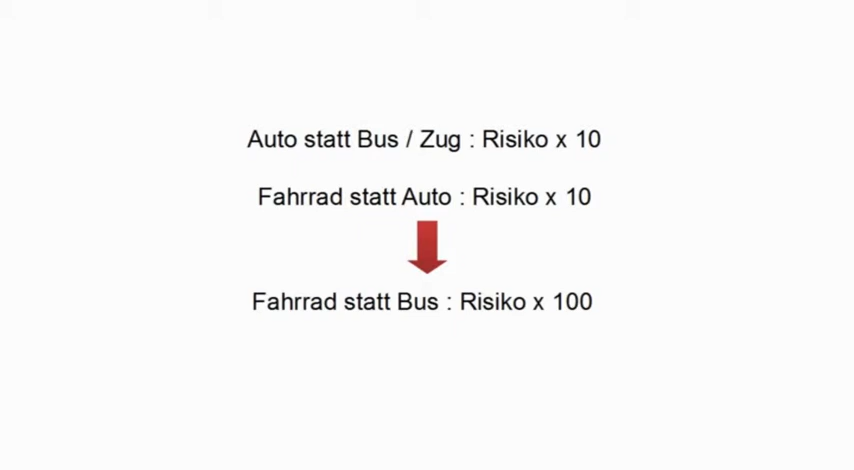 Auto statt Bus / Zug : Risiko x 10
Fahrrad statt Auto : Risiko x 10
Fahrrad statt Bus : Risiko x 100